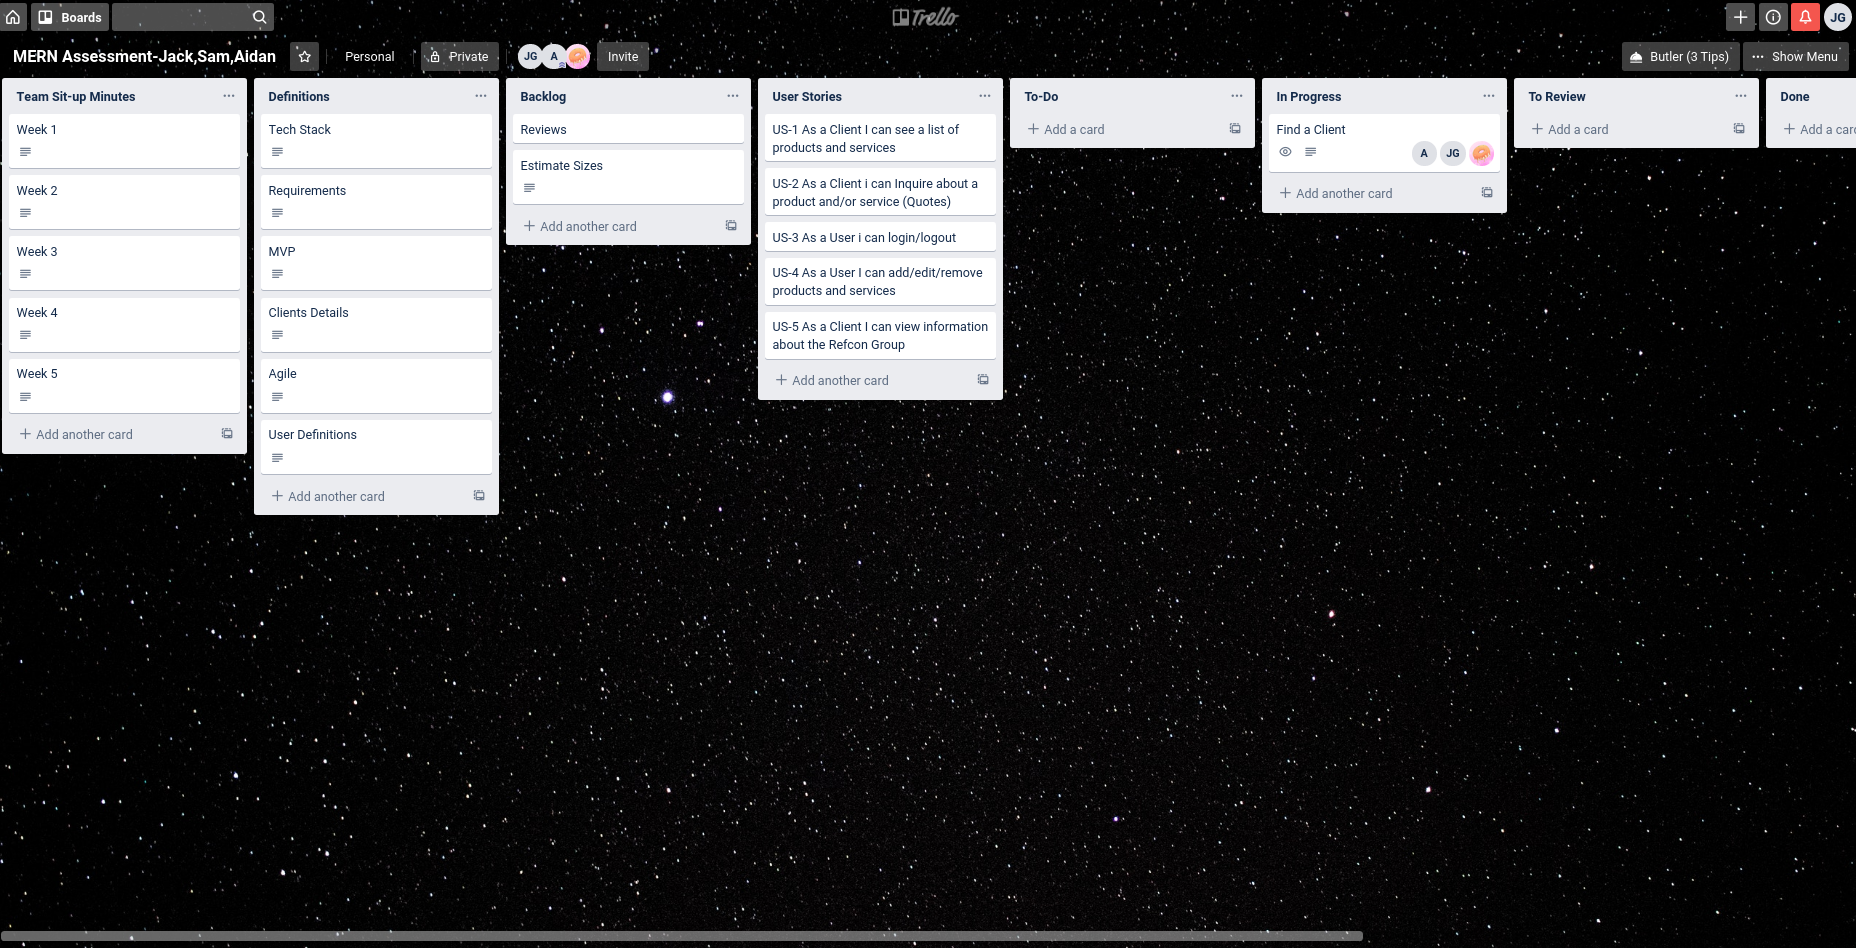 Boards
Trello
JG
MERN Assessment-Jack,Sam,Aidan
Personal
Private
JG
A
Invite
Butler (3 Tips)
Show Menu
Team Sit-up Minutes
Week 1
Week 2
Week 3
Week 4
Week 5
Add another card
Definitions
Tech Stack
Requirements
MVP
Clients Details
Agile
User Definitions
Add another card
Backlog
Reviews
Estimate Sizes
Add another card
User Stories
US-1 As a Client I can see a list of
products and services
US-2 As a Client i can Inquire about a
product and/or service (Quotes)
US-3 As a User i can login/logout
US-4 As a User I can add/edit/remove
products and services
US-5 As a Client I can view information
about the Refcon Group
Add another card
To-Do
Add a card
In Progress
Find a Client
A
JG
Add another card
To Review
Add a card
Done
Add a car